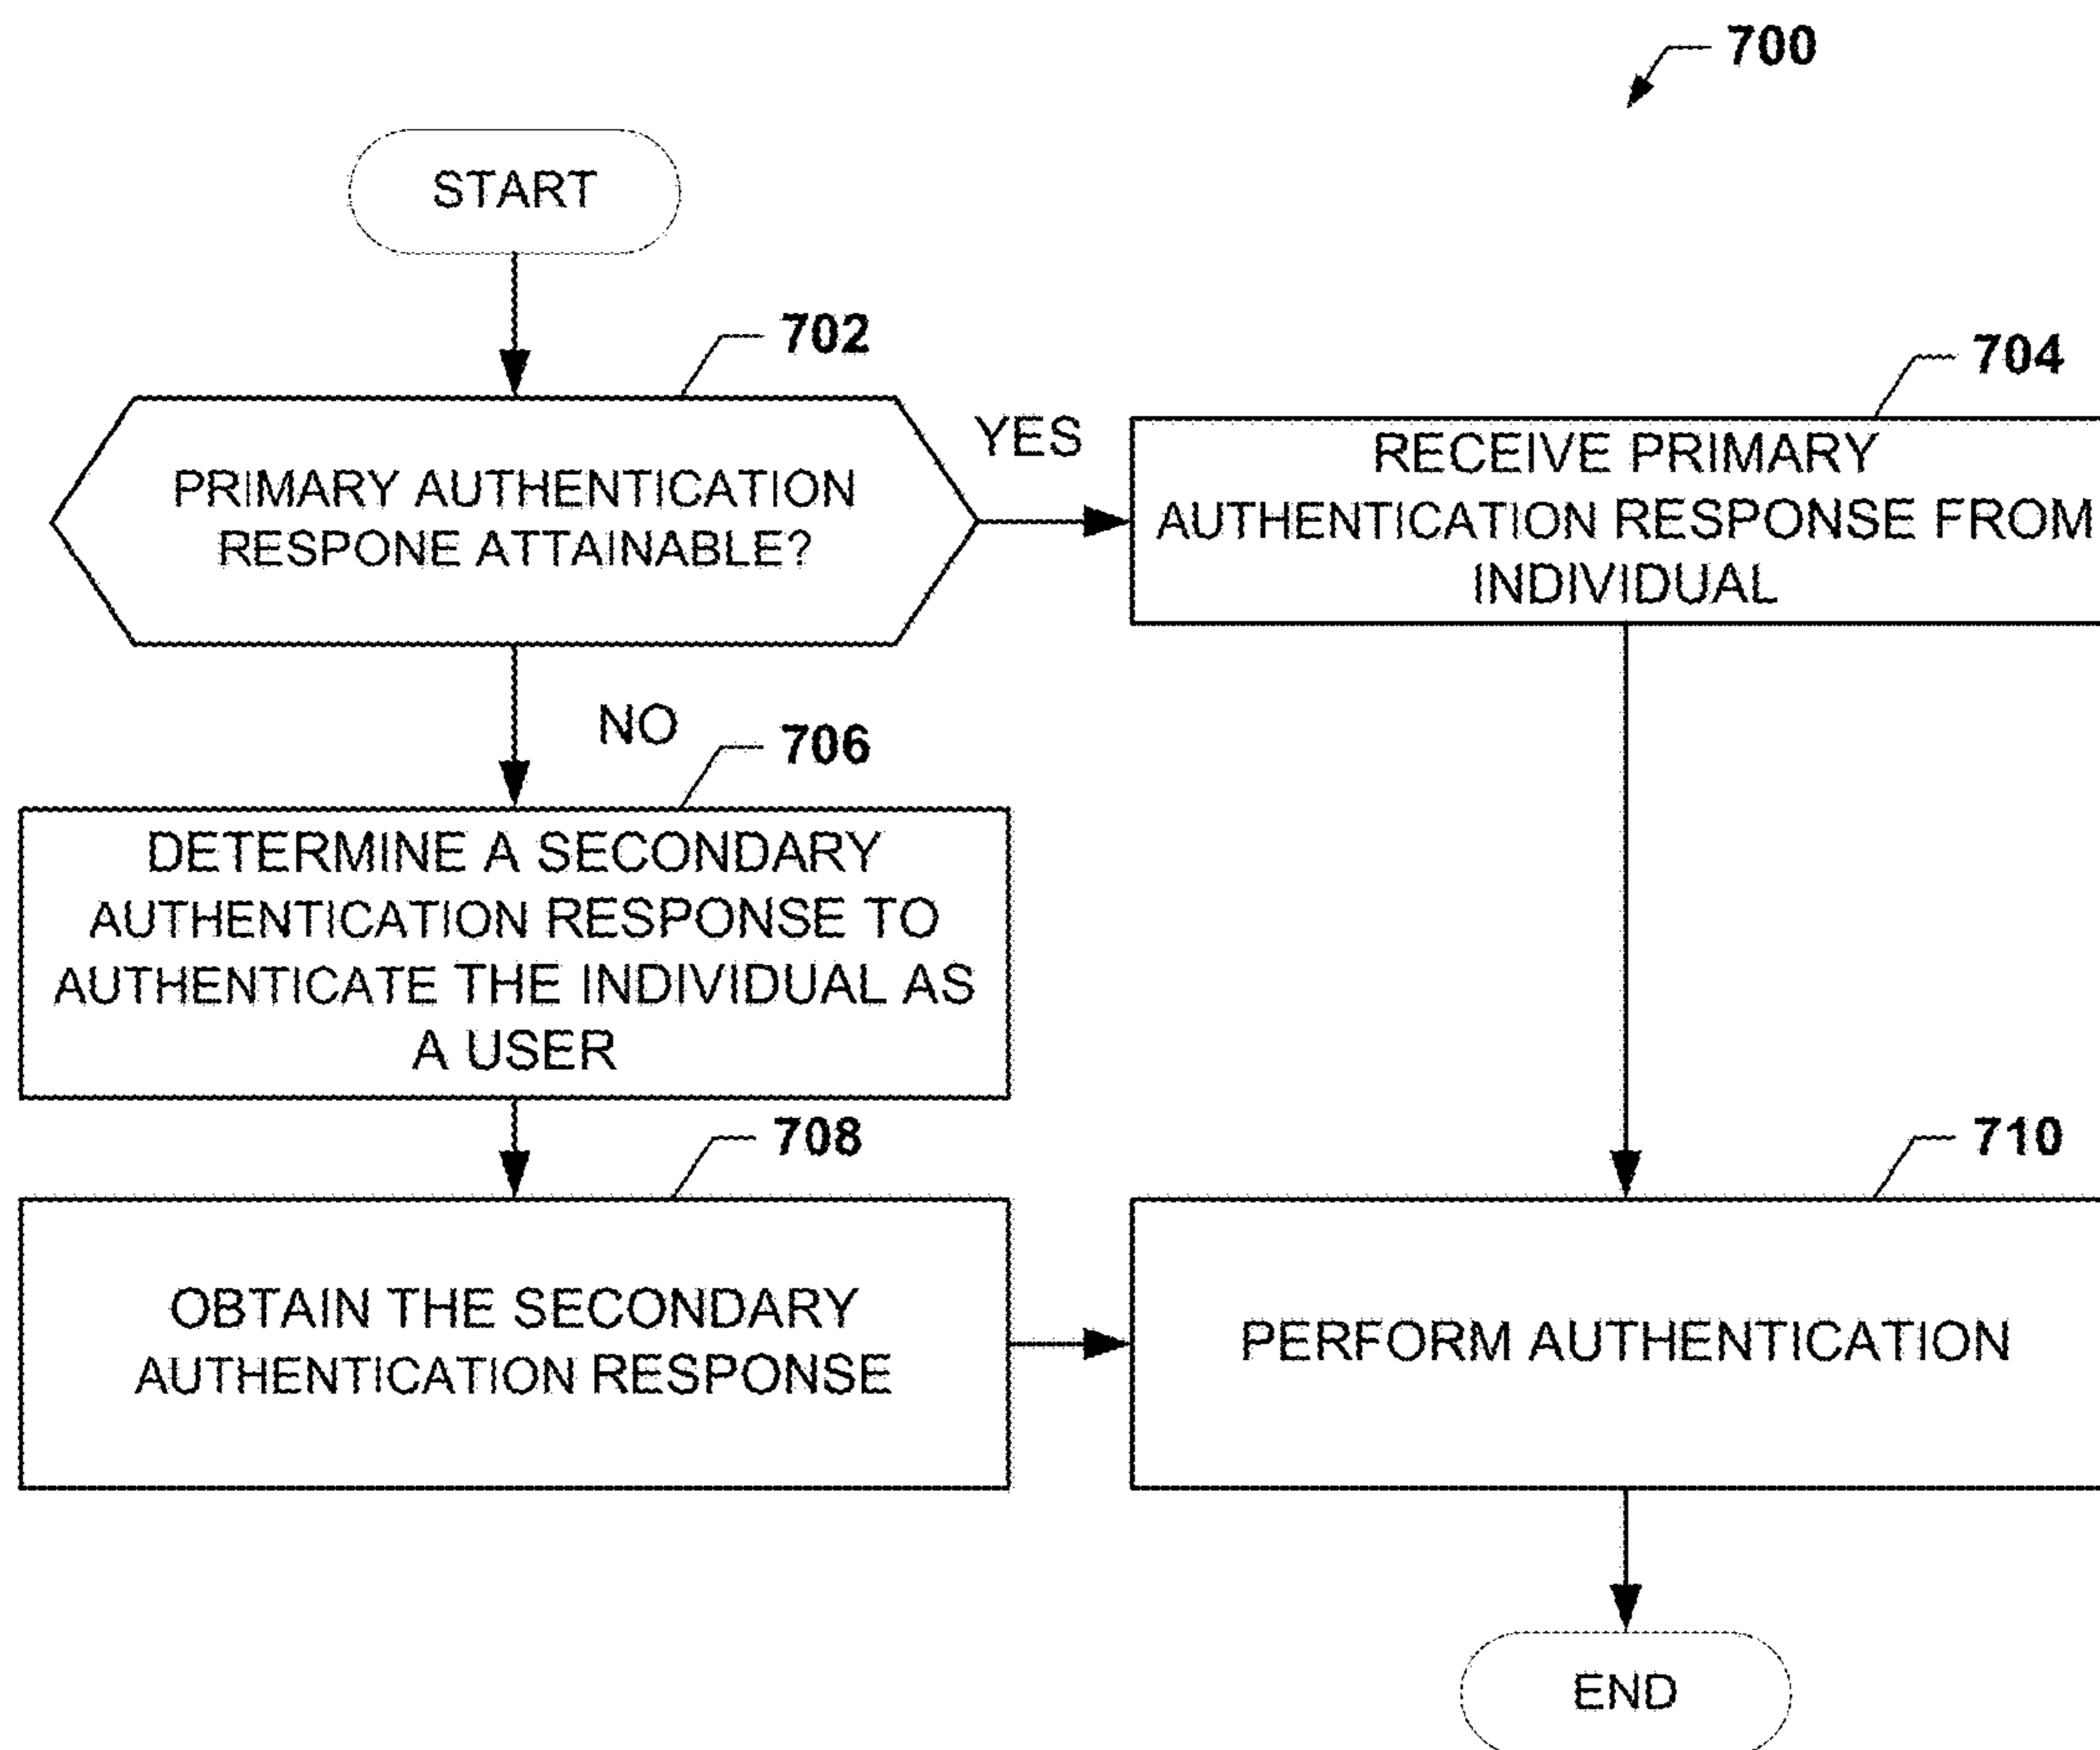 700
START
702
PRIMARY AUTHENTICATION
RESPONE ATTAINABLE?
YES
704
RECEIVE PRIMARY
AUTHENTICATION RESPONSE FROM
INDIVIDUAL
NO
706
DETERMINE A SECONDARY
AUTHENTICATION RESPONSE TO
AUTHENTICATE THE INDIVIDUAL AS
A USER
708
OBTAIN THE SECONDARY
AUTHENTICATION RESPONSE
710
PERFORM AUTHENTICATION
END